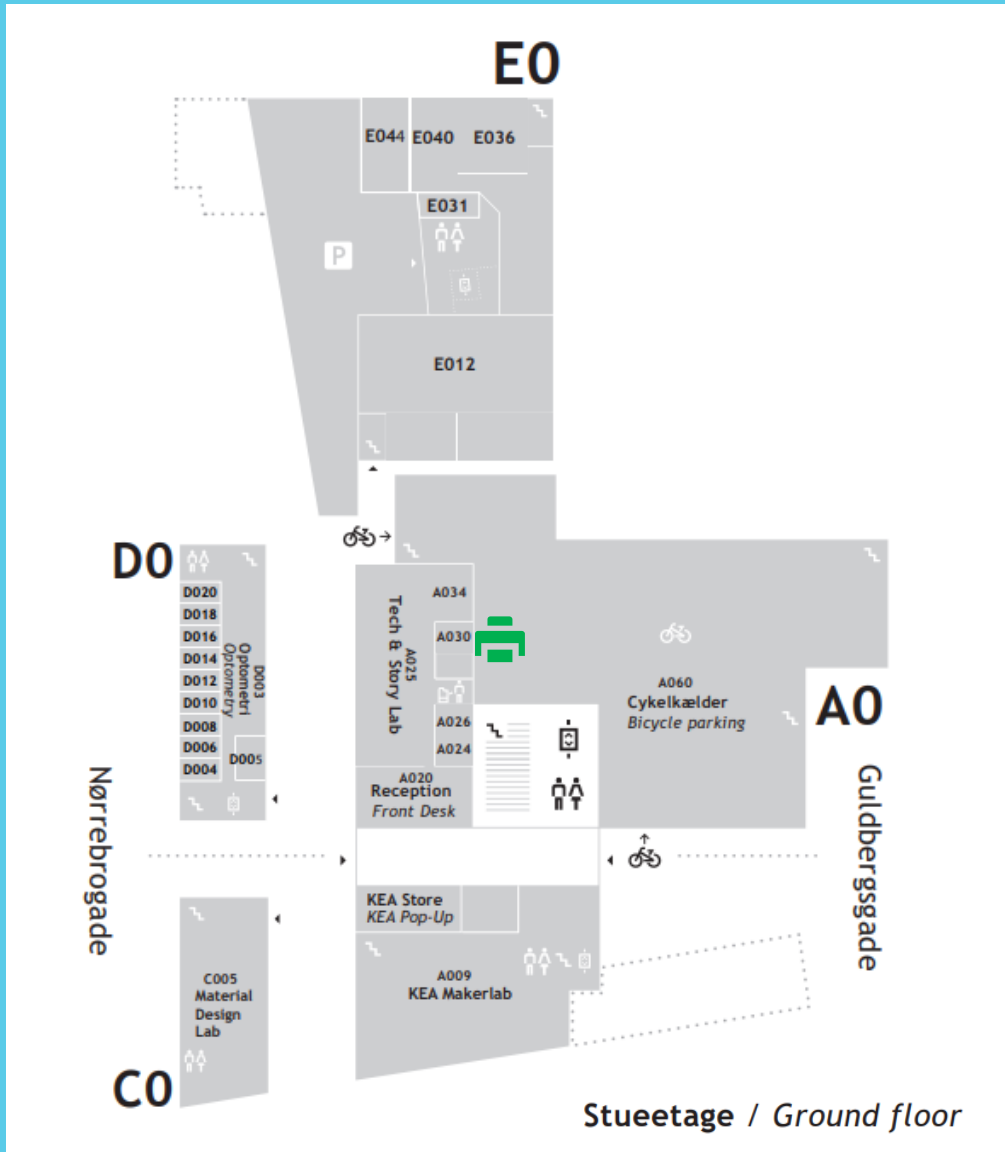 E0
E044
E040
E036
E031
P
E012
D0
D020
D018
D016
D014
D012
D010
D008
D006
D004
D003
Optometri
Optometry
D005
A034
A030
A025
Tech & Story Lab
A026
A024
A020
Reception
Front Desk
A060
Cykelkælder
Bicycle parking
A0
Nørrebrogade
Guldbergsgade
KEA Store
KEA Pop-Up
A009
KEA Makerlab
C005
Material
Design
Lab
C0
Stueetage / Ground floor